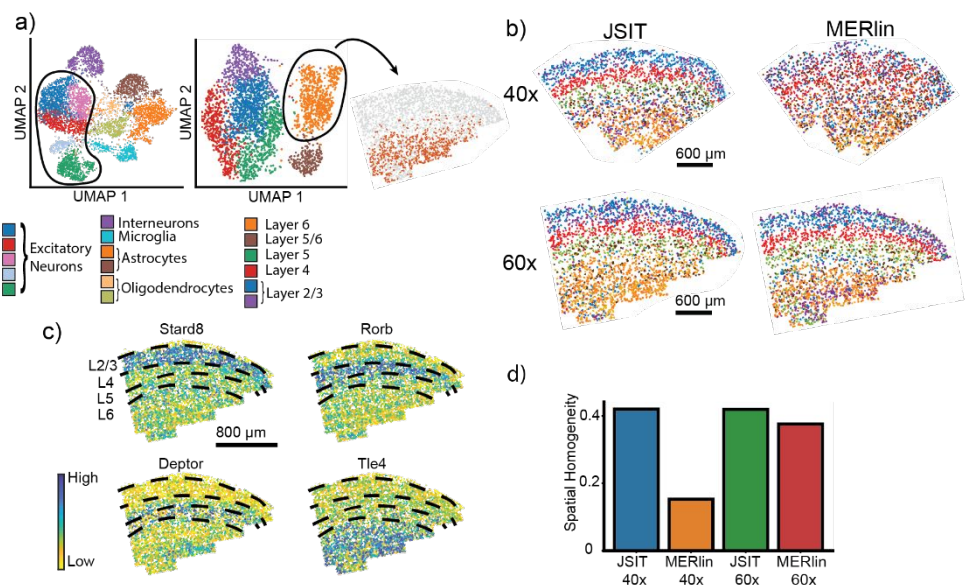 a)
UMAP 2
UMAP 1
UMAP 2
UMAP 1
Excitatory
Neurons
Interneurons
Microglia
Astrocytes
Oligodendrocytes
Layer 6
Layer 5/6
Layer 5
Layer 4
Layer 2/3
b)
JSIT
MERlin
40x
600 µm
60x
600 µm
c)
Stard8
Rorb
L2/3
L4
L5
L6
800 µm
Deptor
Tle4
High
Low
d)
Spatial Homogeneity
0.4
0.2
0
JSIT
40x
MERlin
40x
JSIT
60x
MERlin
60x